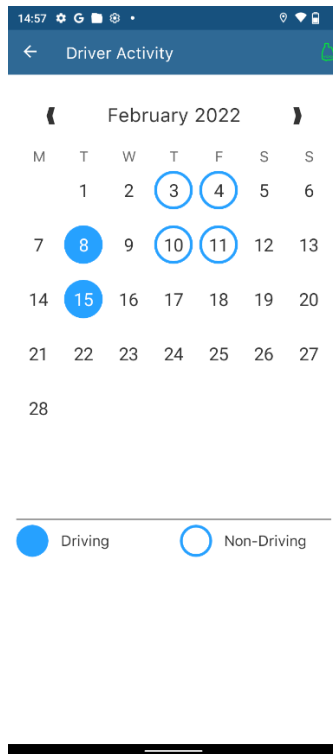 14:57 G
Driver Activity
February 2022
M T W T F S S
1 2 3 4 5 6
7 8 9 10 11 12 13
14 15 16 17 18 19 20
21 22 23 24 25 26 27
28
Driving Non-Driving